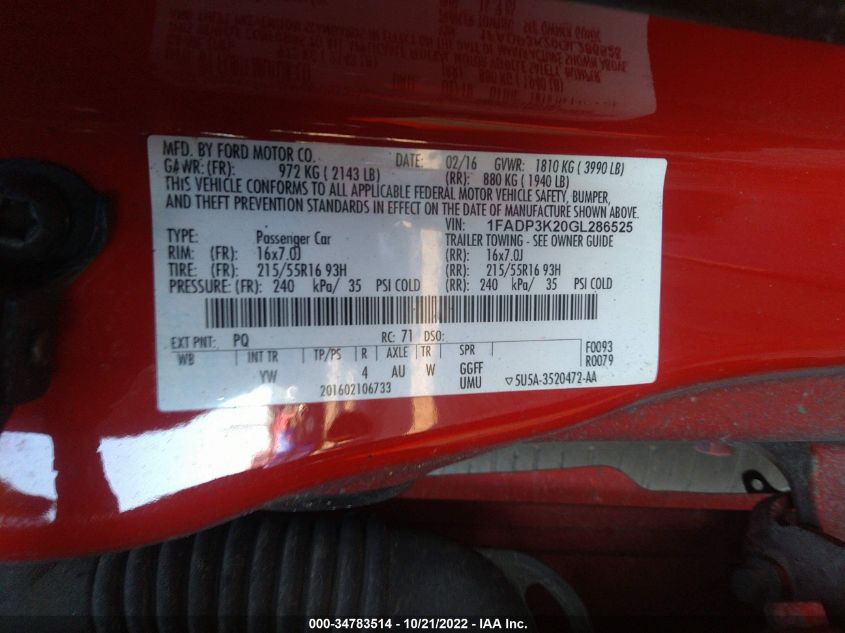 MFD. BY FORD MOTOR CO. DATE: 02/16 GVWR: 1810 KG ( 3990 LB)
GAWR: (FR): 972 KG ( 2143 LB) (RR): 880 KG ( 1940 LB)
THIS VEHICLE CONFORMS TO ALL APPLICABLE FEDERAL MOTOR VEHICLE SAFETY, BUMPER,
AND THEFT PREVENTION STANDARDS IN EFFECT ON THE DATE OF MANUFACTURE SHOWN ABOVE.
VIN: 1FADP3K20GL286525
TYPE: Passenger Car TRAILER TOWING - SEE OWNER GUIDE
RIM: (FR): 16x7.0J (RR): 16x7.0J
TIRE: (FR): 215/55R16 93H (RR): 215/55R16 93H
PRESSURE: (FR): 240 kPa/ 35 PSI COLD (RR): 240 kPa/ 35 PSI COLD
EXT PNT: PQ RC: 71 DSO: F0093
WB INT TR TP/PS R AXLE TR SPR R0079
YW 4 AU W GGFF
201602106733 UMU ▽5U5A-3520472-AA
000-34783514 - 10/21/2022 - IAA Inc.